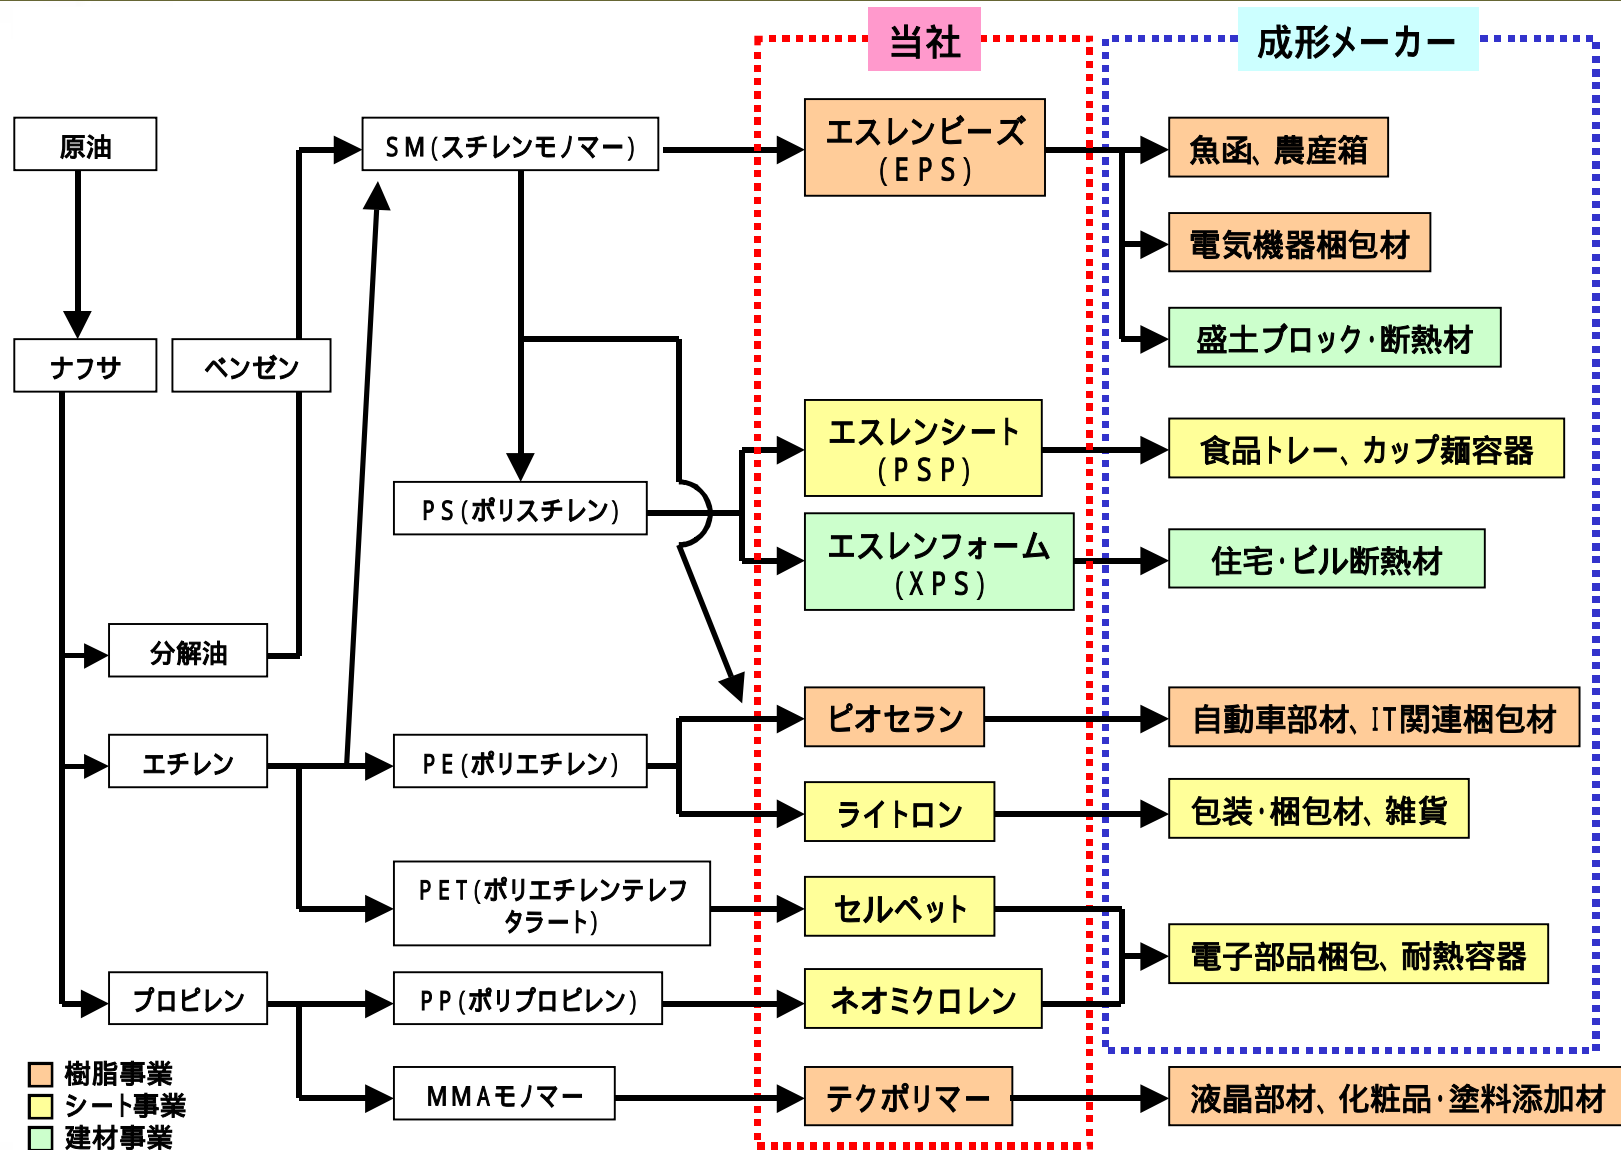 当社
成形メーカー
原油
SM(スチレンモノマー)
エスレンビーズ
(EPS)
魚函、農産箱
電気機器梱包材
ナフサ
ベンゼン
盛土ブロック・断熱材
エスレンシート
(PSP)
食品トレー、カップ麺容器
PS(ポリスチレン)
エスレンフォーム
(XPS)
住宅・ビル断熱材
分解油
ピオセラン
自動車部材、IT関連梱包材
エチレン
PE(ポリエチレン)
ライトロン
包装・梱包材、雑貨
PET(ポリエチレンテレフ
タラート)
セルペット
電子部品梱包、耐熱容器
プロピレン
PP(ポリプロピレン)
ネオミクロレン
MMAモノマー
テクポリマー
液晶部材、化粧品・塗料添加材
樹脂事業
シート事業
建材事業